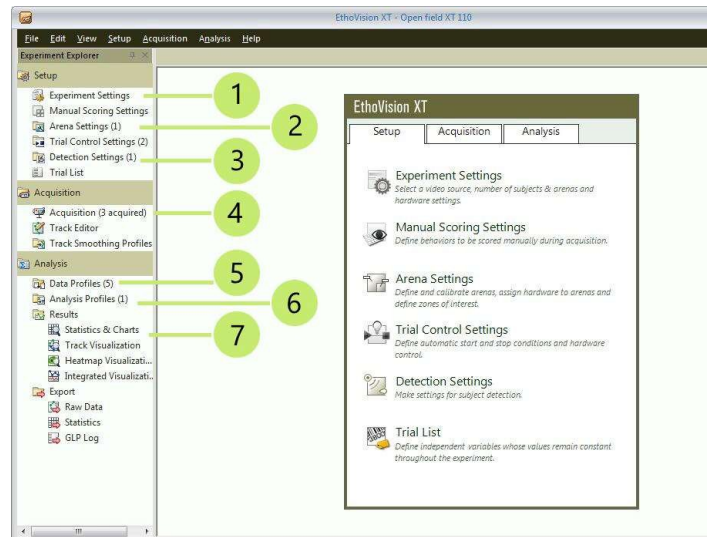 EthoVision XT - Open field XT 110
File Edit View Setup Acquisition Analysis Help
Experiment Explorer
Setup
Experiment Settings
Manual Scoring Settings
Arena Settings (1)
Trial Control Settings (2)
Detection Settings (1)
Trial List
Acquisition
Acquisition (3 acquired)
Track Editor
Track Smoothing Profiles
Analysis
Data Profiles (5)
Analysis Profiles (1)
Results
Statistics & Charts
Track Visualization
Heatmap Visualizati...
Integrated Visualizati..
Export
Raw Data
Statistics
GLP Log
1
2
3
4
5
6
7
EthoVision XT
Setup Acquisition Analysis
Experiment Settings
Select a video source, number of subjects & arenas and
hardware settings.
Manual Scoring Settings
Define behaviors to be scored manually during acquisition.
Arena Settings
Define and calibrate arenas, assign hardware to arenas and
define zones of interest.
Trial Control Settings
Define automatic start and stop conditions and hardware
control.
Detection Settings
Make settings for subject detection.
Trial List
Define independent variables whose values remain constant
throughout the experiment.